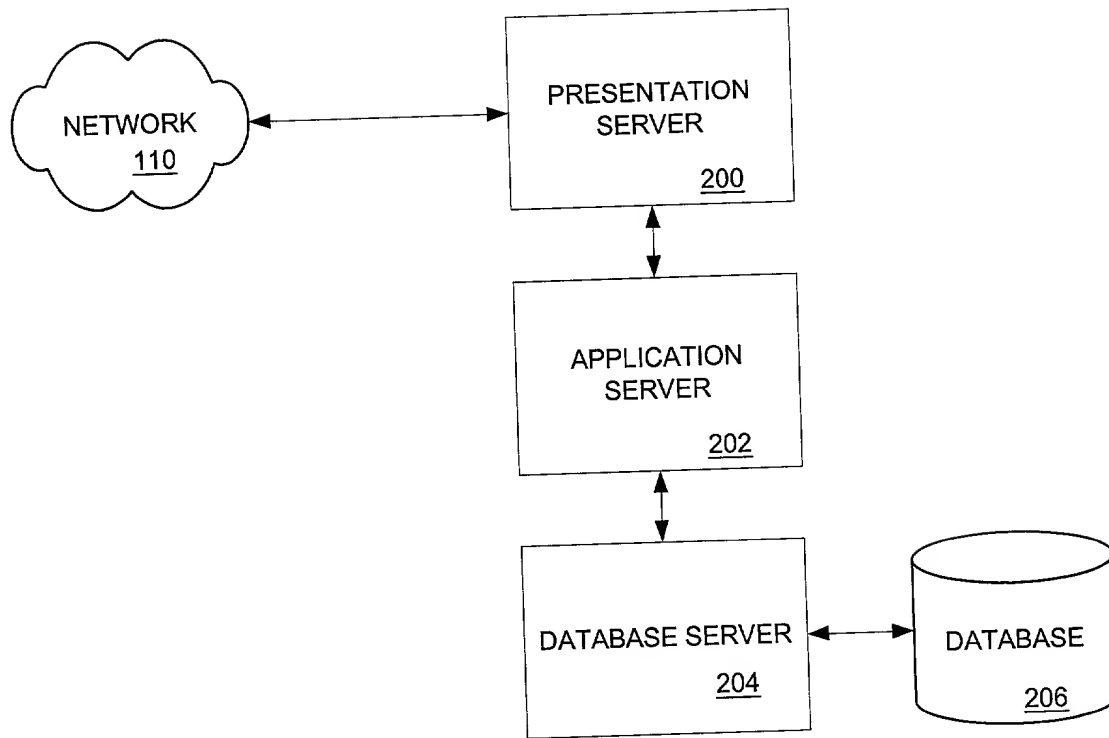 NETWORK
110
PRESENTATION
SERVER
200
APPLICATION
SERVER
202
DATABASE SERVER
204
DATABASE
206